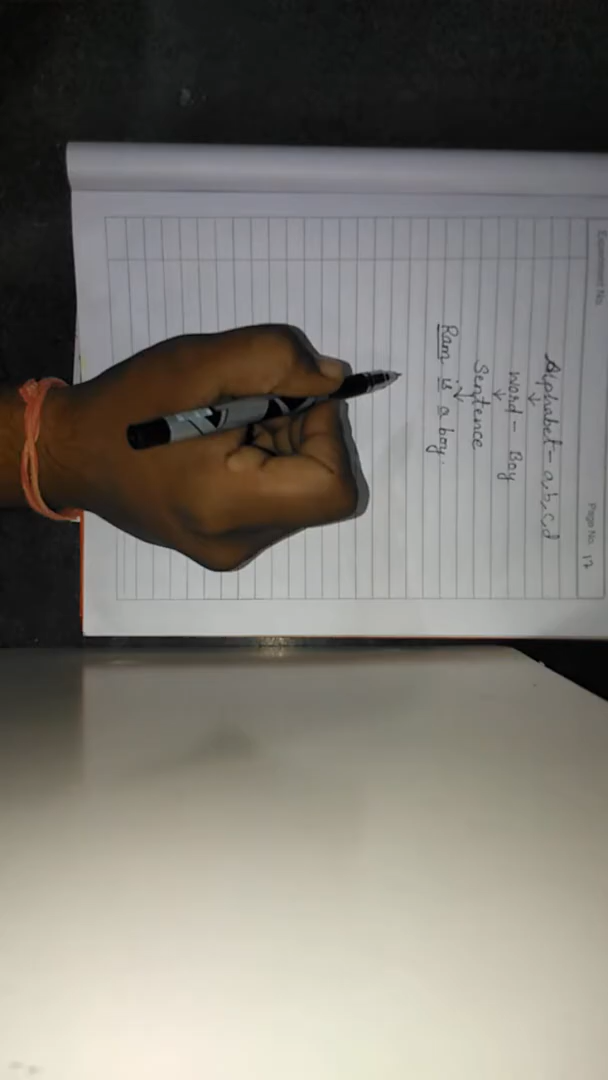 Page No. 17
Alphabet - a,b,c,d
↓
word - Boy
↓
Sentence
↓
Ram is a boy.